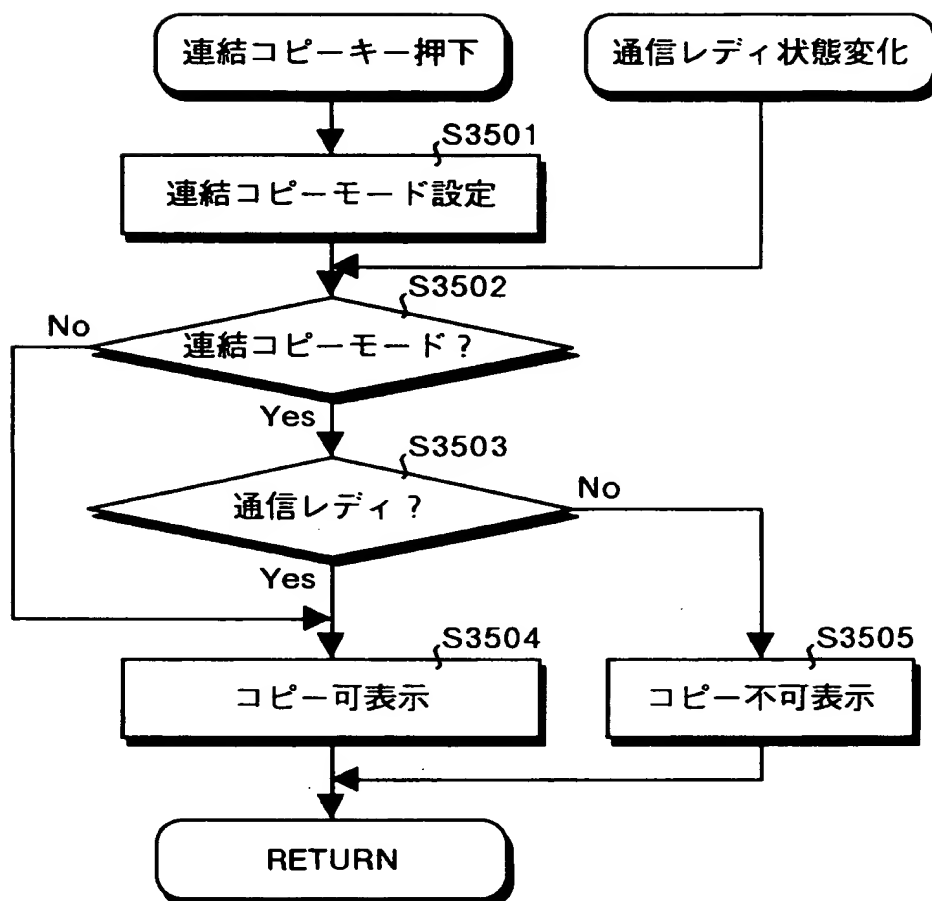 連結コピーキー押下
通信レディ状態変化
S3501
連結コピーモード設定
S3502
No
連結コピーモード?
Yes
S3503
通信レディ?
No
Yes
S3504
S3505
コピー可表示
コピー不可表示
RETURN